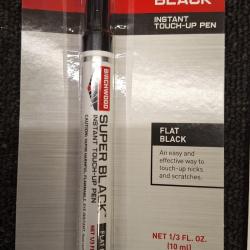 BLACK
INSTANT
TOUCH-UP PEN
FLAT
BLACK
An easy and
effective way to
touch-up nicks
and scratches.
NET 1/3 FL. OZ.
(10 ml)
BIRCHWOOD
SUPER BLACK
INSTANT TOUCH-UP PEN
FLAT